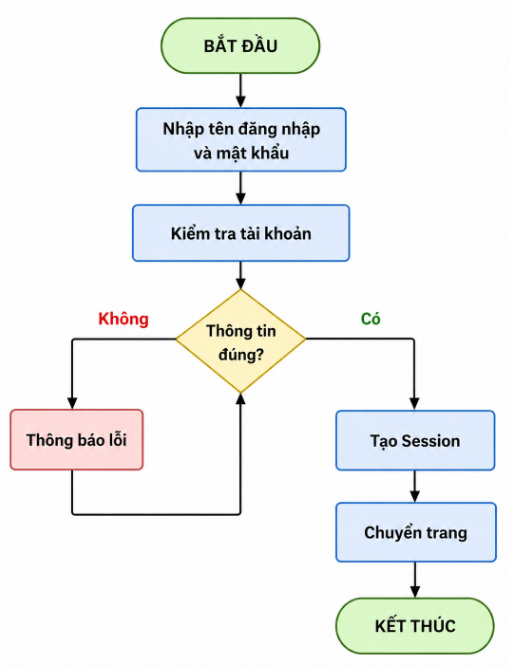 BẮT ĐẦU
Nhập tên đăng nhập
và mật khẩu
Kiểm tra tài khoản
Thông tin
đúng?
Không
Có
Thông báo lỗi
Tạo Session
Chuyển trang
KẾT THÚC